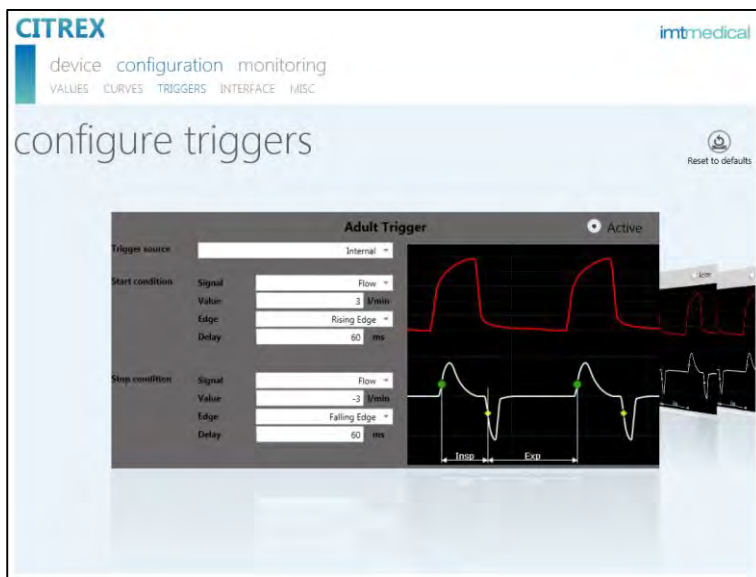 CITREX
imtmedical
device configuration monitoring
VALUES CURVES TRIGGERS INTERFACE MISC
configure triggers
Reset to defaults
Adult Trigger
Active
Trigger source Internal
Start condition Signal Flow
Value 3 l/min
Edge Rising Edge
Delay 60 ms
Stop condition Signal Flow
Value -3 l/min
Edge Falling Edge
Delay 60 ms
Insp Exp